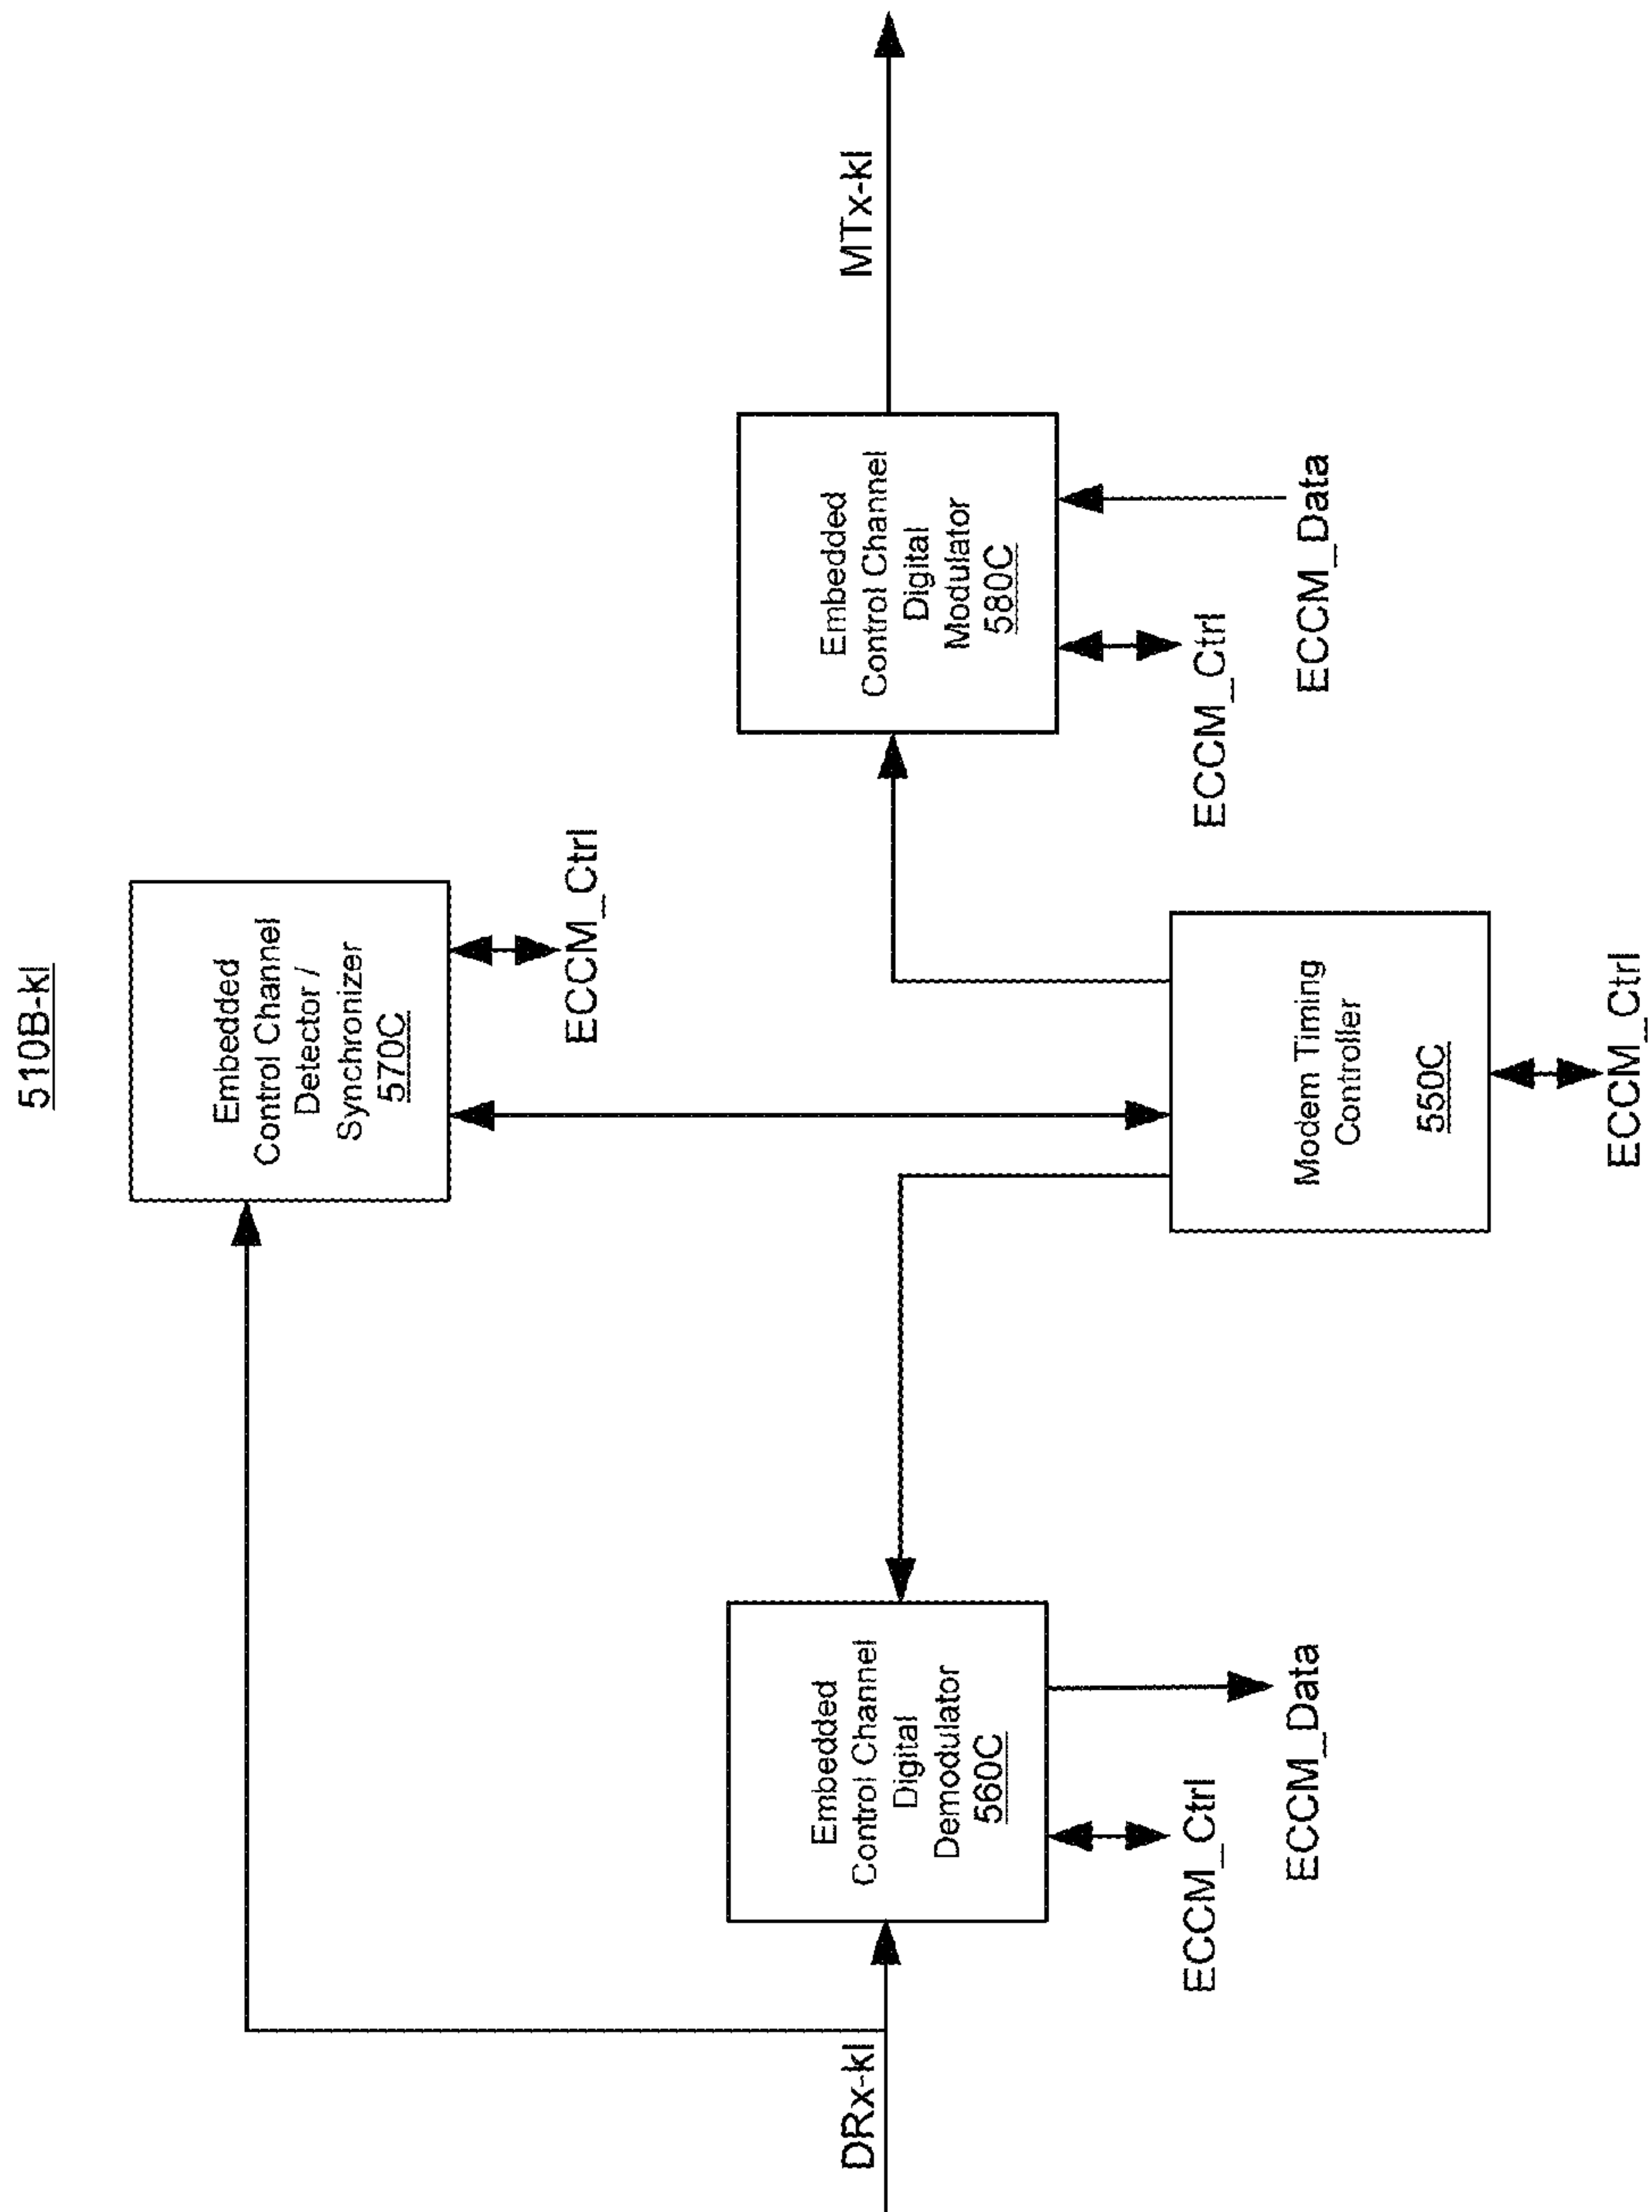 510B-kl
Embedded
Control Channel
Detector /
Synchronizer
570C
ECCM_Ctrl
DRx-kl
Embedded
Control Channel
Digital
Demodulator
560C
ECCM_Ctrl
ECCM_Data
Embedded
Control Channel
Digital
Modulator
580C
MTx-kl
ECCM_Ctrl
ECCM_Data
Modem Timing
Controller
550C
ECCM_Ctrl